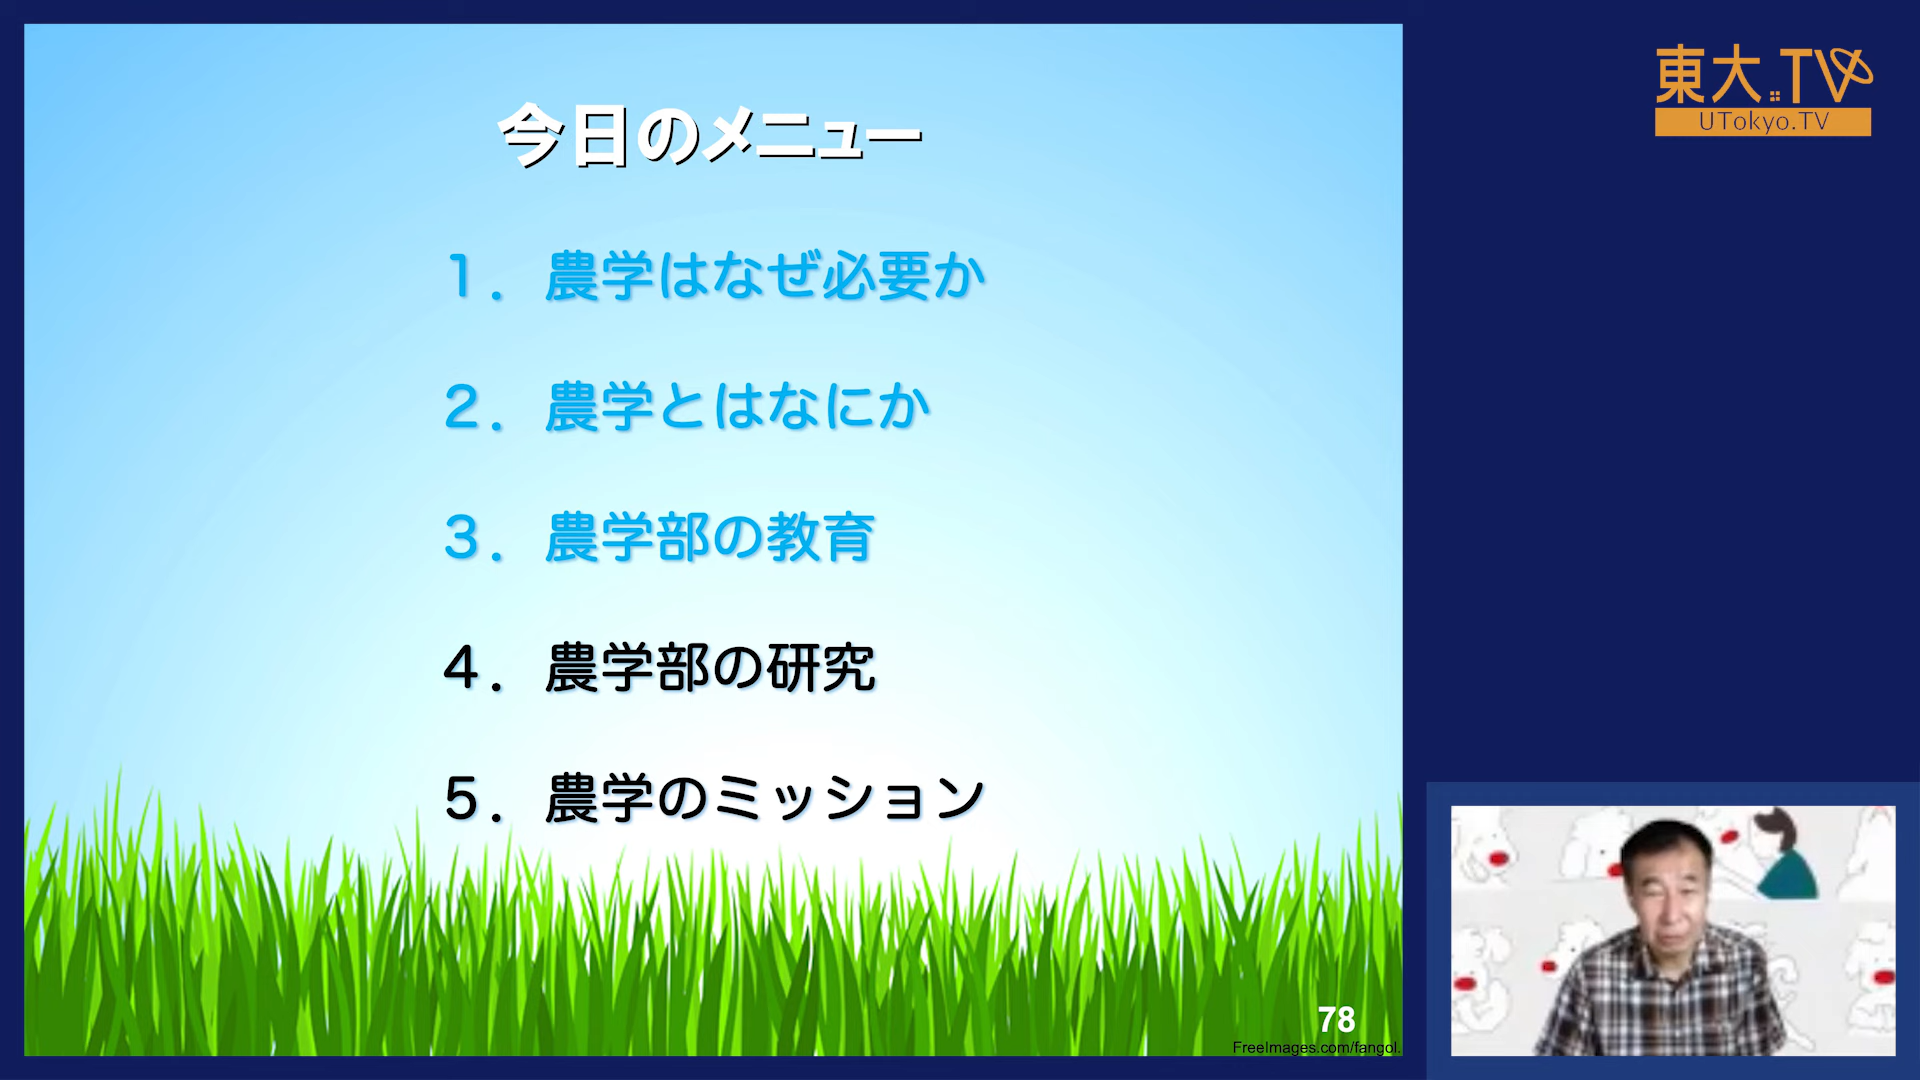 今日のメニュー
１．農学はなぜ必要か
２．農学とはなにか
３．農学部の教育
４．農学部の研究
５．農学のミッション
78
FreeImages.com/fangol.
東大TV
UTokyo.TV